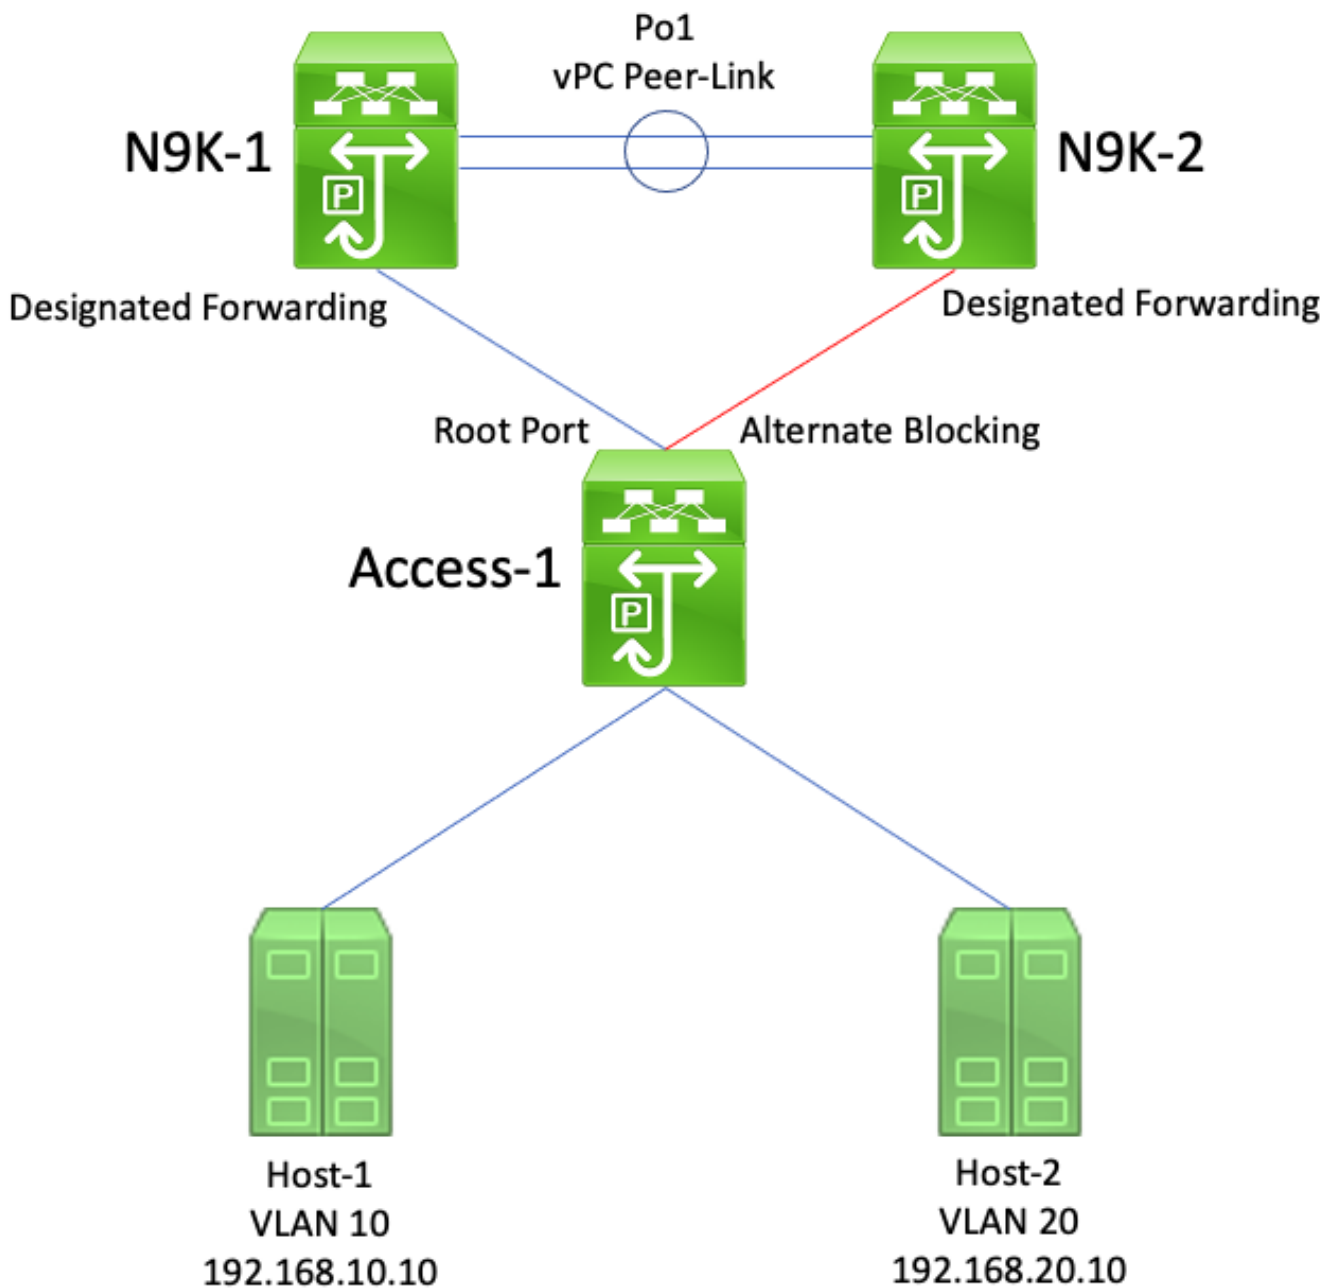 Po1
vPC Peer-Link
N9K-1
N9K-2
P
P
Designated Forwarding
Designated Forwarding
Root Port
Alternate Blocking
Access-1
P
Host-1
VLAN 10
192.168.10.10
Host-2
VLAN 20
192.168.20.10